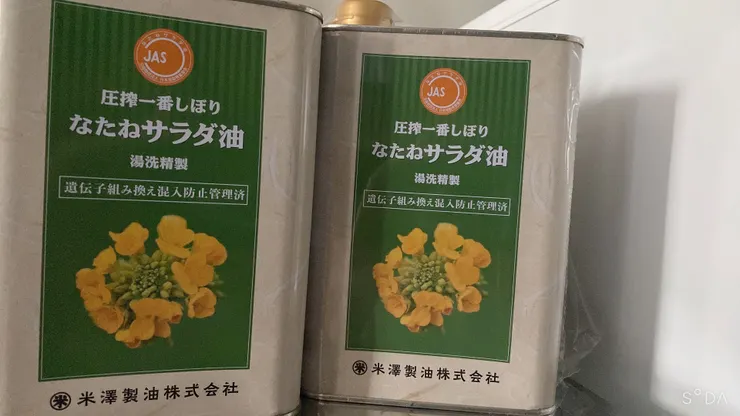 JAS
圧搾一番しぼり
なたねサラダ油
湯洗精製
遺伝子組み換え混入防止管理済
米 米澤製油株式会社
JAS
圧搾一番しぼり
なたねサラダ油
湯洗精製
遺伝子組み換え混入防止管理済
米 米澤製油株式会社
S°DA